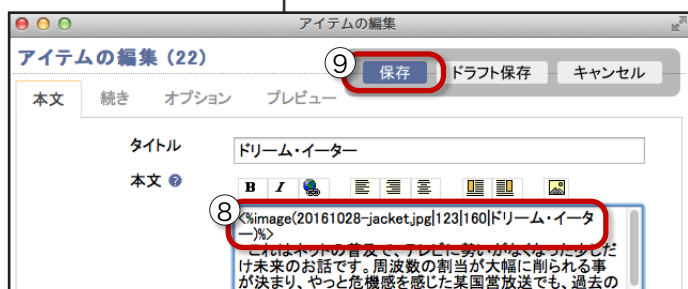 アイテムの編集
アイテムの編集 (22)
⑨ 保存 ドラフト保存 キャンセル
本文 続き オプション プレビュー
タイトル ドリーム・イーター
本文 ?
B I
⑧ <%image(20161028-jacket.jpg|123|160|ドリーム・イータ
ー)%>
これはネットの普及で、テレビに勢いがなくなった少しだ
け未来のお話です。周波数の割当が大幅に削られる事
が決まり、やっと危機感を感じた某国営放送でも、過去の